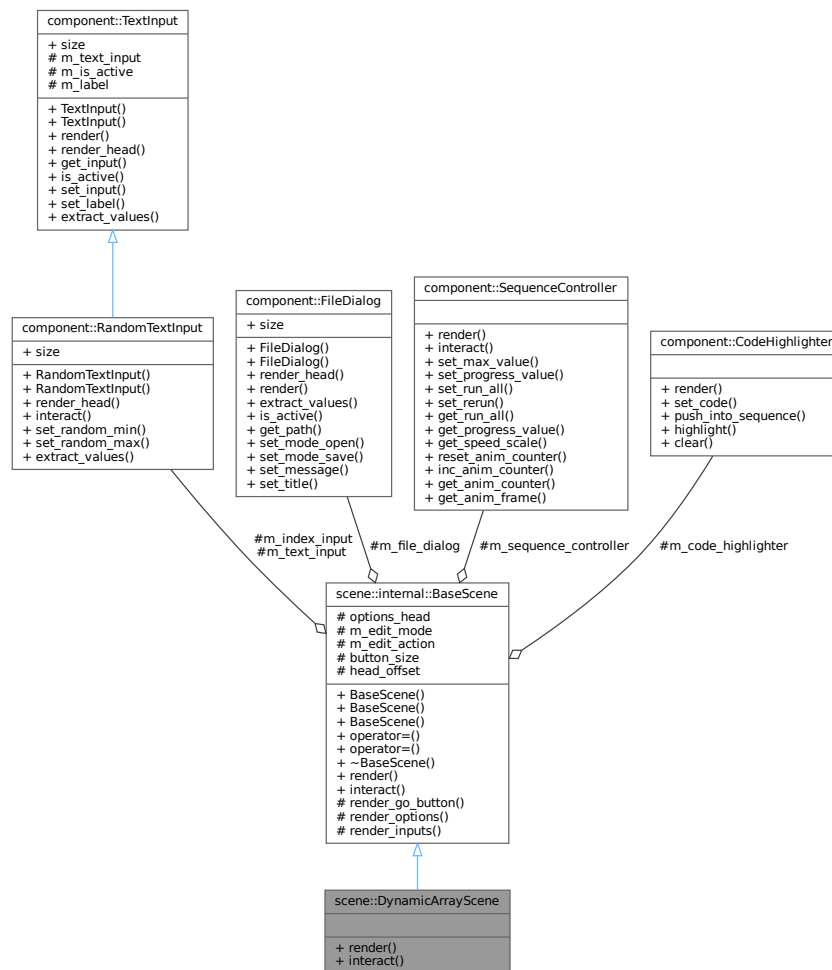 component::TextInput
+ size
# m_text_input
# m_is_active
# m_label
+ TextInput()
+ TextInput()
+ render()
+ render_head()
+ get_input()
+ is_active()
+ set_input()
+ set_label()
+ extract_values()
component::RandomTextInput
+ size
+ RandomTextInput()
+ RandomTextInput()
+ render_head()
+ interact()
+ set_random_min()
+ set_random_max()
+ extract_values()
component::FileDialog
+ size
+ FileDialog()
+ FileDialog()
+ render_head()
+ render()
+ extract_values()
+ is_active()
+ get_path()
+ set_mode_open()
+ set_mode_save()
+ set_message()
+ set_title()
component::SequenceController
+ render()
+ interact()
+ set_max_value()
+ set_progress_value()
+ set_run_all()
+ set_rerun()
+ get_run_all()
+ get_progress_value()
+ get_speed_scale()
+ reset_anim_counter()
+ inc_anim_counter()
+ get_anim_counter()
+ get_anim_frame()
component::CodeHighlighter
+ render()
+ set_code()
+ push_into_sequence()
+ highlight()
+ clear()
#m_index_input
#m_text_input
#m_file_dialog
#m_sequence_controller
#m_code_highlighter
scene::internal::BaseScene
# options_head
# m_edit_mode
# m_edit_action
# button_size
# head_offset
+ BaseScene()
+ BaseScene()
+ BaseScene()
+ operator=()
+ operator=()
+ ~BaseScene()
+ render()
+ interact()
# render_go_button()
# render_options()
# render_inputs()
scene::DynamicArrayScene
+ render()
+ interact()